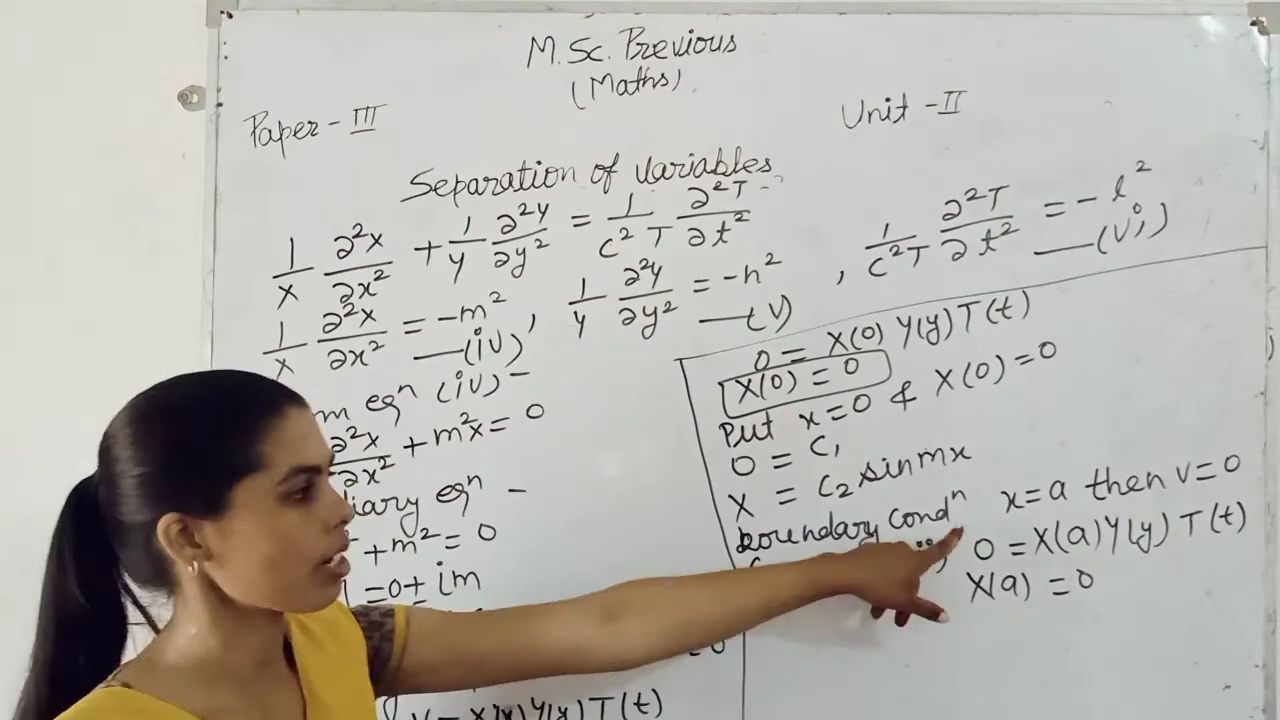 M.Sc. Previous
(Maths)
Paper - III
Unit - II
Separation of variables
1/X ∂²X/∂x² + 1/Y ∂²Y/∂y² = 1/c²T ∂²T/∂t²
1/X ∂²X/∂x² = -m² —(iv), 1/Y ∂²Y/∂y² = -n² —(V), 1/c²T ∂²T/∂t² = -l² —(Vi)
m eqⁿ (iv) -
∂²X/∂x² + m²X = 0
diary eqⁿ -
+ m² = 0
= 0 ± im
X(x) Y(y) T(t)
0 = X(0) Y(y) T(t)
X(0) = 0
Put x = 0 & X(0) = 0
0 = C₁
X = C₂ sin mx
boundary condⁿ x = a then V = 0
0 = X(a) Y(y) T(t)
X(a) = 0